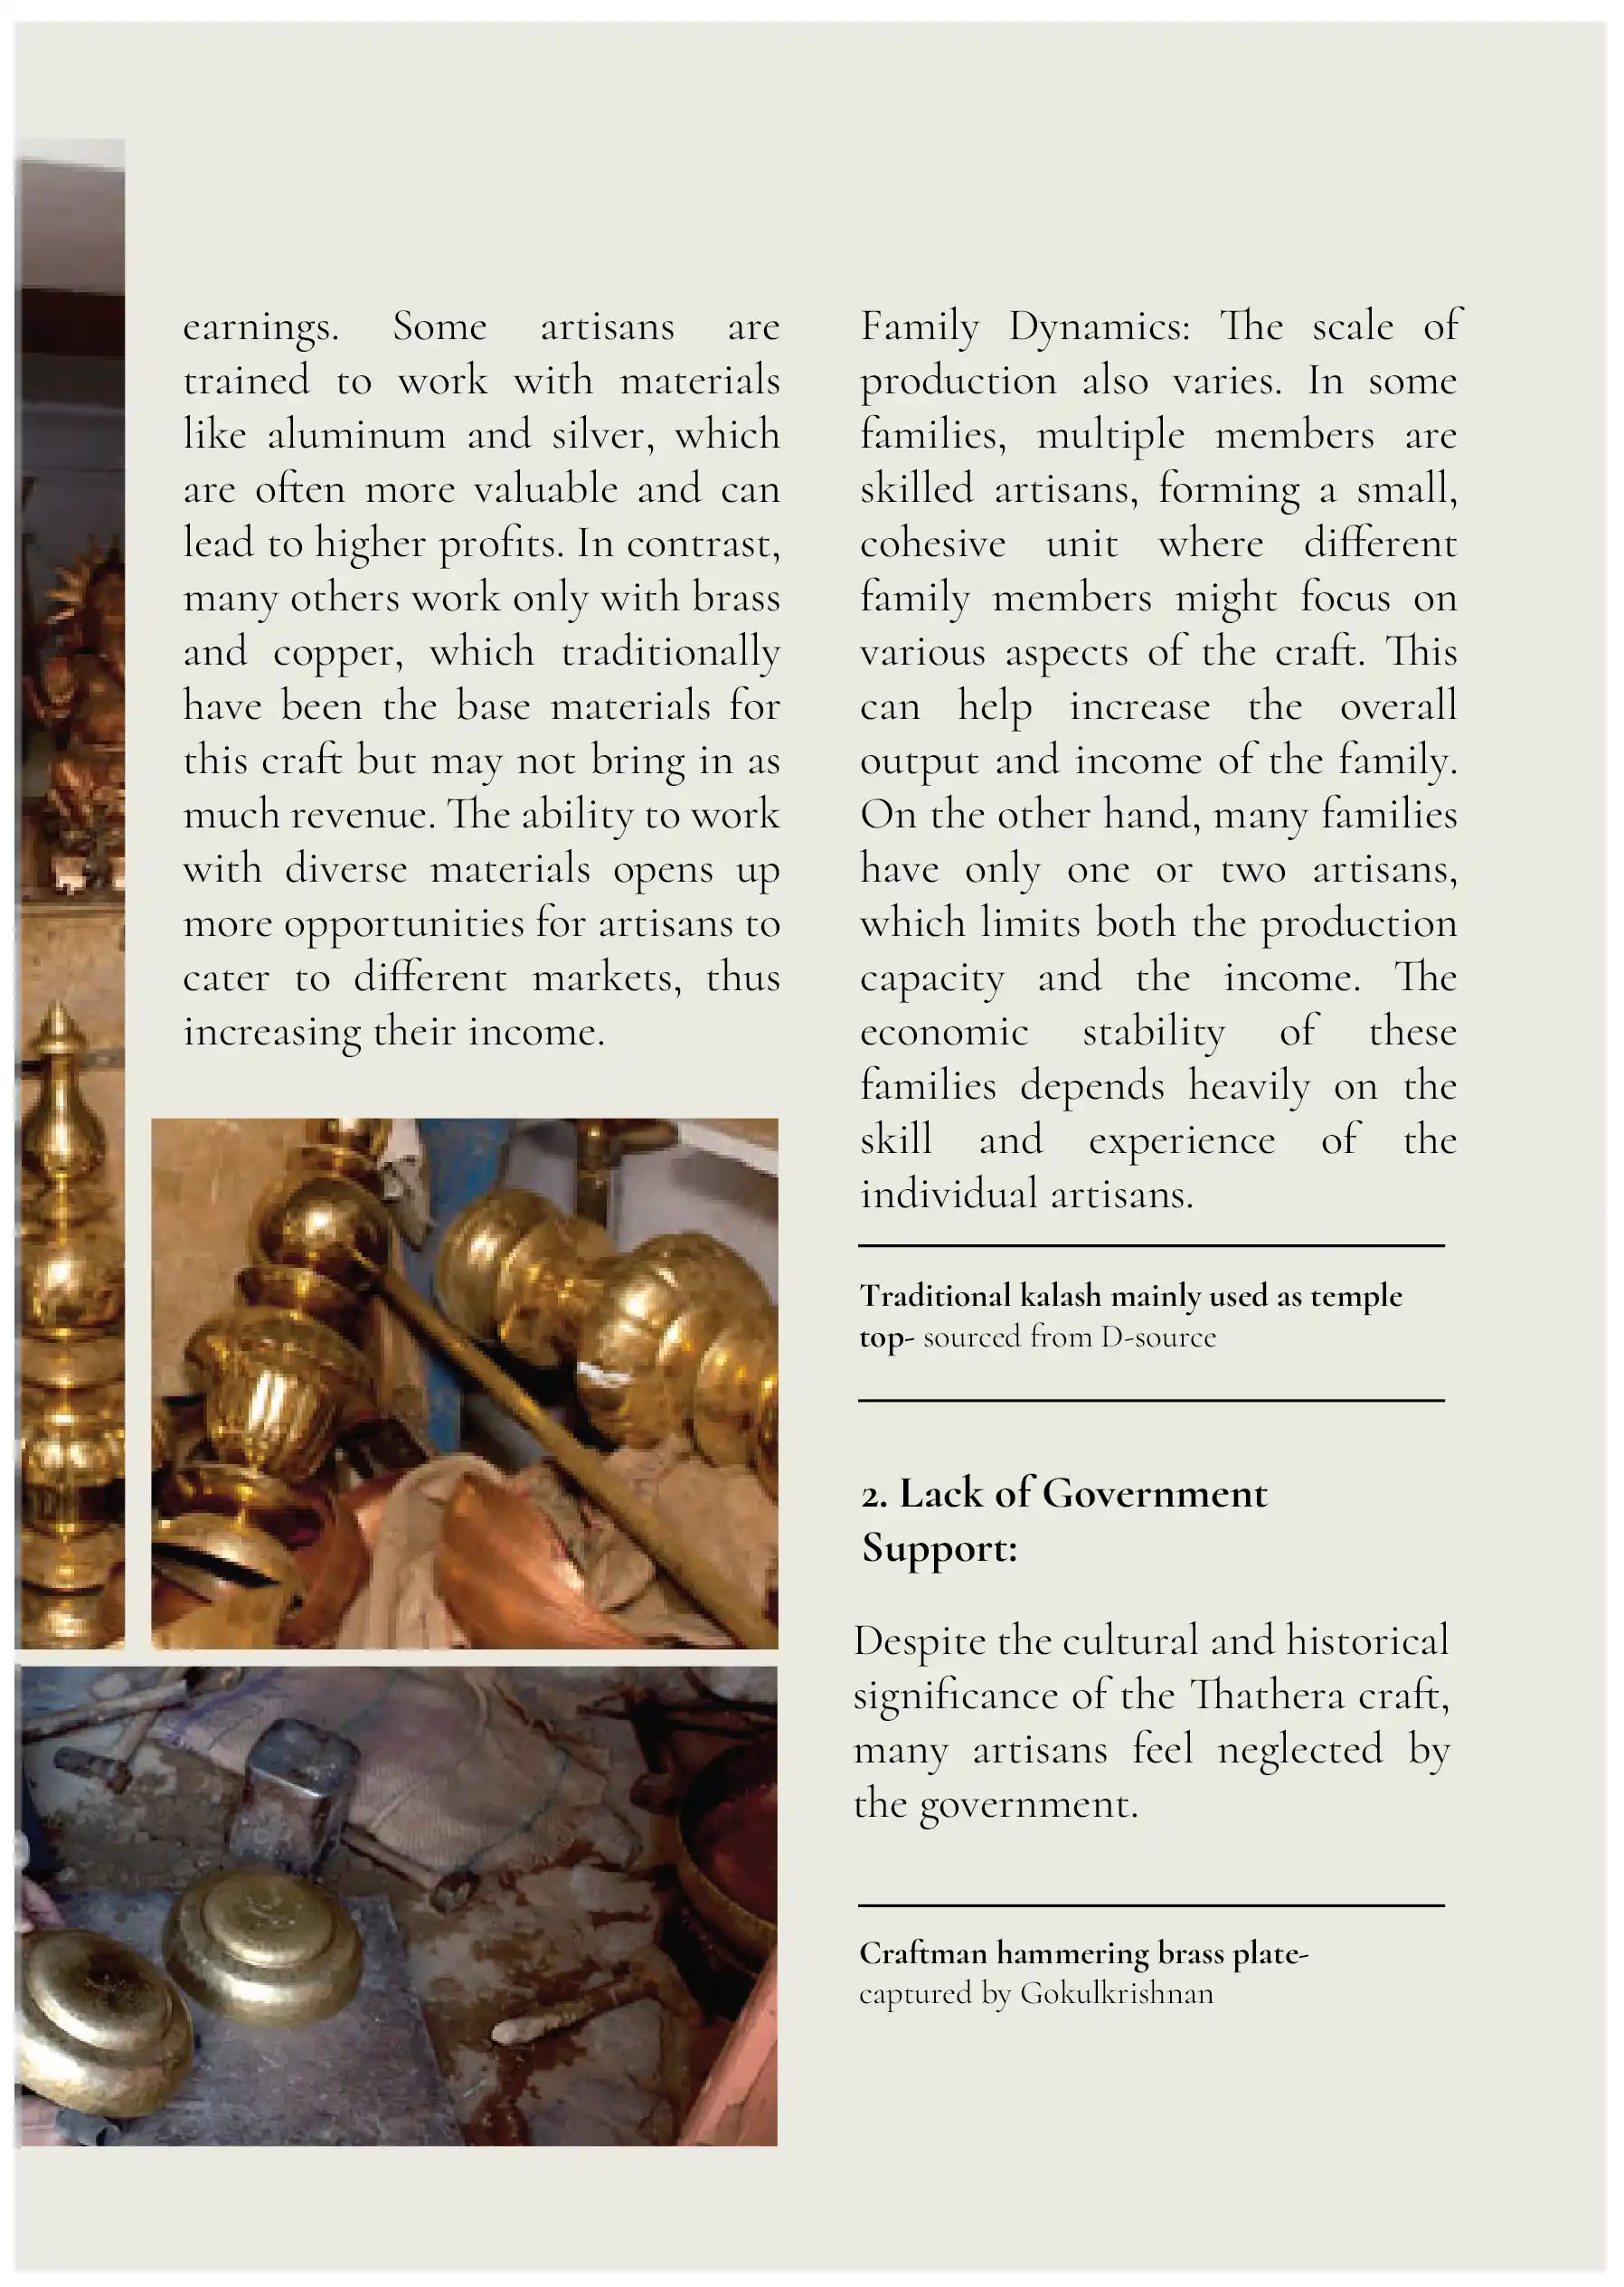 earnings. Some artisans are
trained to work with materials
like aluminum and silver, which
are often more valuable and can
lead to higher profits. In contrast,
many others work only with brass
and copper, which traditionally
have been the base materials for
this craft but may not bring in as
much revenue. The ability to work
with diverse materials opens up
more opportunities for artisans to
cater to different markets, thus
increasing their income.
Family Dynamics: The scale of
production also varies. In some
families, multiple members are
skilled artisans, forming a small,
cohesive unit where different
family members might focus on
various aspects of the craft. This
can help increase the overall
output and income of the family.
On the other hand, many families
have only one or two artisans,
which limits both the production
capacity and the income. The
economic stability of these
families depends heavily on the
skill and experience of the
individual artisans.
Traditional kalash mainly used as temple
top- sourced from D-source
2. Lack of Government
Support:
Despite the cultural and historical
significance of the Thathera craft,
many artisans feel neglected by
the government.
Craftman hammering brass plate-
captured by Gokulkrishnan